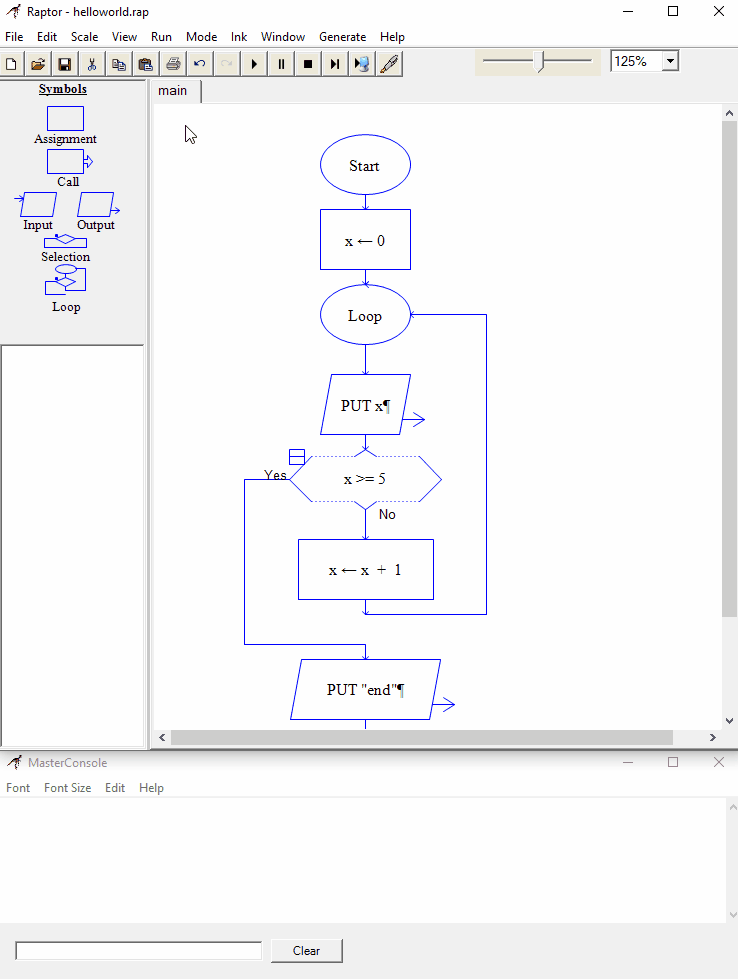 Raptor - helloworld.rap
File Edit Scale View Run Mode Ink Window Generate Help
125%
Symbols
Assignment
Call
Input Output
Selection
Loop
main
Start
x ← 0
Loop
PUT x¶
Yes
x >= 5
No
x ← x + 1
PUT "end"¶
MasterConsole
Font Font Size Edit Help
Clear